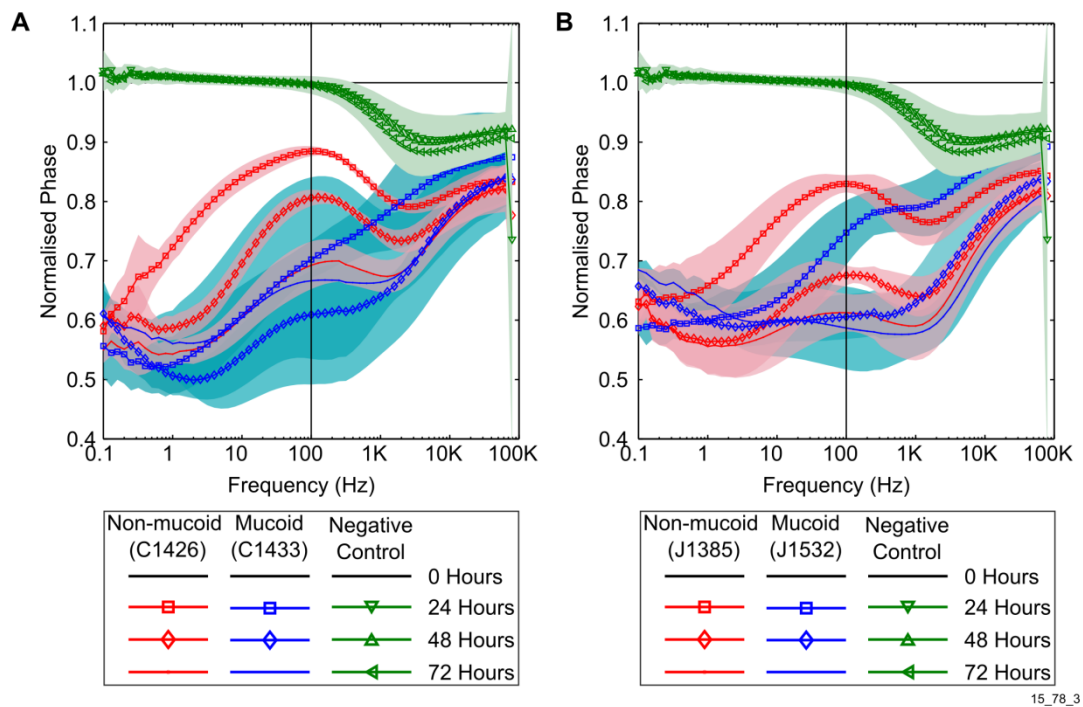 A
B
1.1
1.0
0.9
0.8
0.7
0.6
0.5
0.4
Normalised Phase
0.1 1 10 100 1K 10K 100K
Frequency (Hz)
1.1
1.0
0.9
0.8
0.7
0.6
0.5
0.4
Normalised Phase
0.1 1 10 100 1K 10K 100K
Frequency (Hz)
Non-mucoid Mucoid Negative
(C1426) (C1433) Control
0 Hours
24 Hours
48 Hours
72 Hours
Non-mucoid Mucoid Negative
(J1385) (J1532) Control
0 Hours
24 Hours
48 Hours
72 Hours
15_78_3